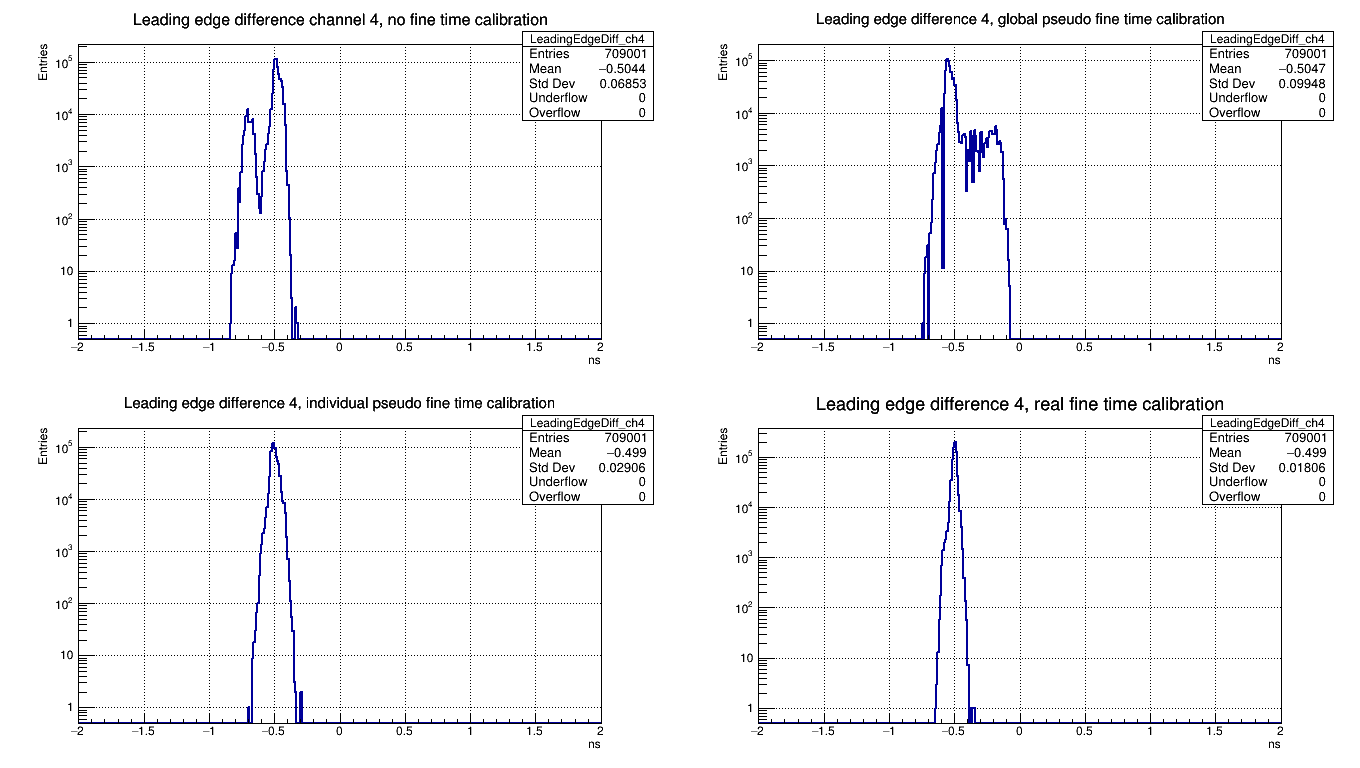 Leading edge difference channel 4, no fine time calibration
Entries
LeadingEdgeDiff_ch4
Entries 709001
Mean −0.5044
Std Dev 0.06853
Underflow 0
Overflow 0
10^5
10^4
10^3
10^2
10
1
−2 −1.5 −1 −0.5 0 0.5 1 1.5 2
ns
Leading edge difference 4, global pseudo fine time calibration
Entries
LeadingEdgeDiff_ch4
Entries 709001
Mean −0.5047
Std Dev 0.09948
Underflow 0
Overflow 0
10^5
10^4
10^3
10^2
10
1
−2 −1.5 −1 −0.5 0 0.5 1 1.5 2
ns
Leading edge difference 4, individual pseudo fine time calibration
Entries
LeadingEdgeDiff_ch4
Entries 709001
Mean −0.499
Std Dev 0.02906
Underflow 0
Overflow 0
10^5
10^4
10^3
10^2
10
1
−2 −1.5 −1 −0.5 0 0.5 1 1.5 2
ns
Leading edge difference 4, real fine time calibration
Entries
LeadingEdgeDiff_ch4
Entries 709001
Mean −0.499
Std Dev 0.01806
Underflow 0
Overflow 0
10^5
10^4
10^3
10^2
10
1
−2 −1.5 −1 −0.5 0 0.5 1 1.5 2
ns